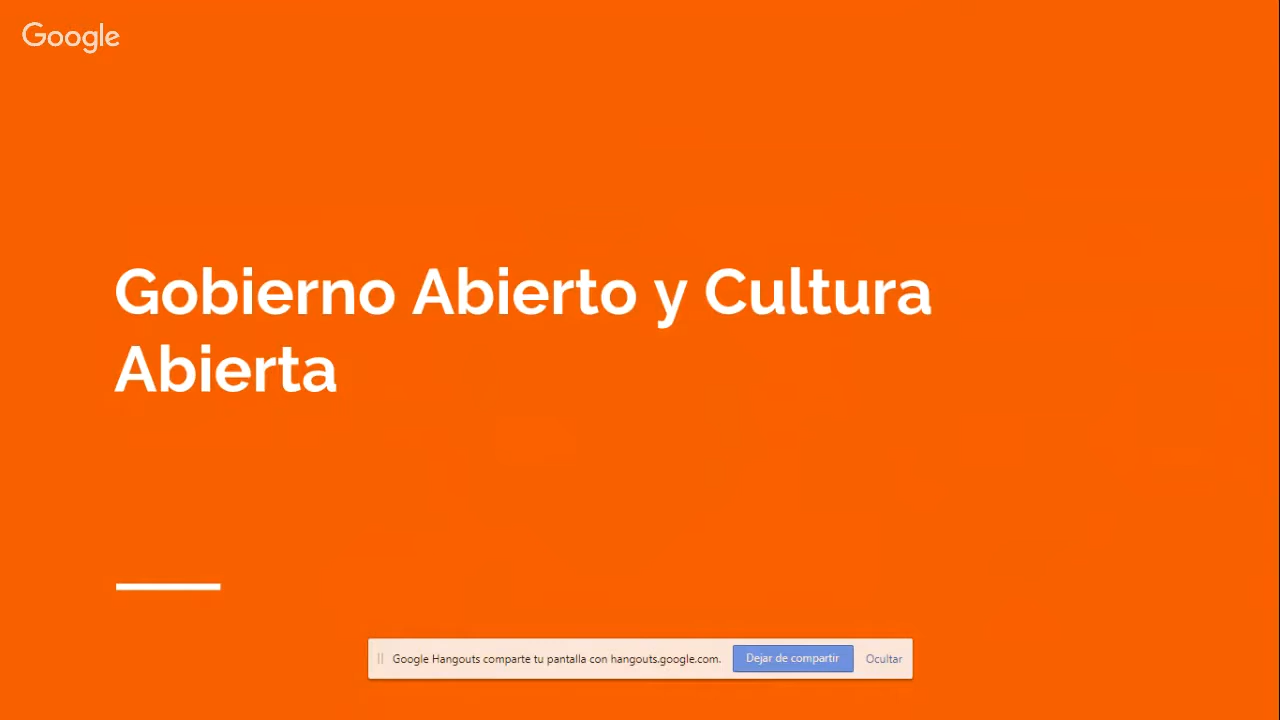 Google
Gobierno Abierto y Cultura
Abierta
Google Hangouts comparte tu pantalla con hangouts.google.com. Dejar de compartir Ocultar